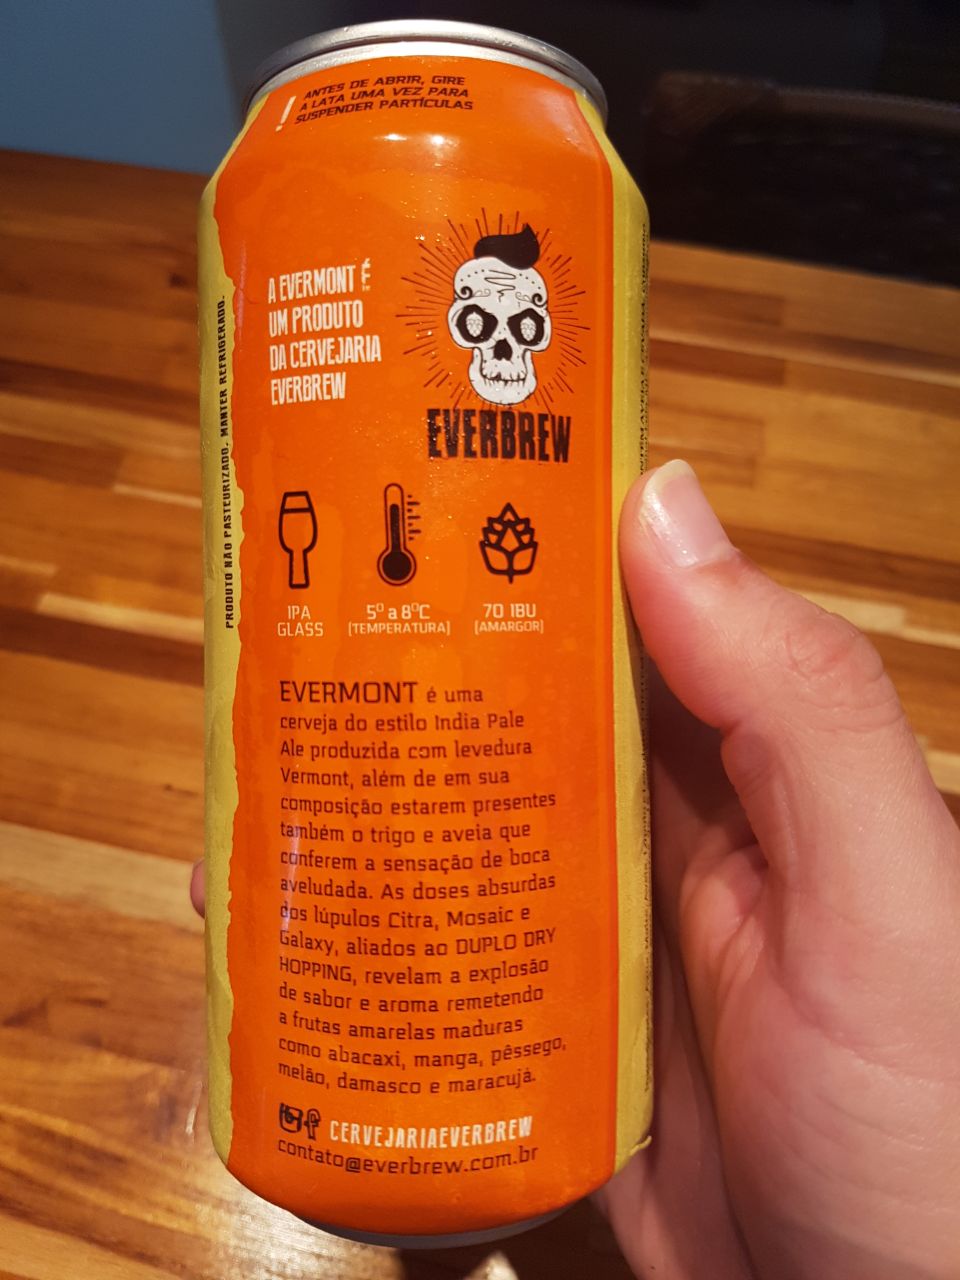 ! ANTES DE ABRIR, GIRE
A LATA UMA VEZ PARA
SUSPENDER PARTÍCULAS
A EVERMONT É
UM PRODUTO
DA CERVEJARIA
EVERBREW
EVERBREW
PRODUTO NÃO PASTEURIZADO. MANTER REFRIGERADO.
IPA
GLASS
5º a 8ºC
(TEMPERATURA)
70 IBU
(AMARGOR)
EVERMONT é uma
cerveja do estilo India Pale
Ale produzida com levedura
Vermont, além de em sua
composição estarem presentes
também o trigo e aveia que
conferem a sensação de boca
aveludada. As doses absurdas
dos lúpulos Citra, Mosaic e
Galaxy, aliados ao DUPLO DRY
HOPPING, revelam a explosão
de sabor e aroma remetendo
a frutas amarelas maduras
como abacaxi, manga, pêssego,
melão, damasco e maracujá.
CERVEJARIAEVERBREW
contato@everbrew.com.br